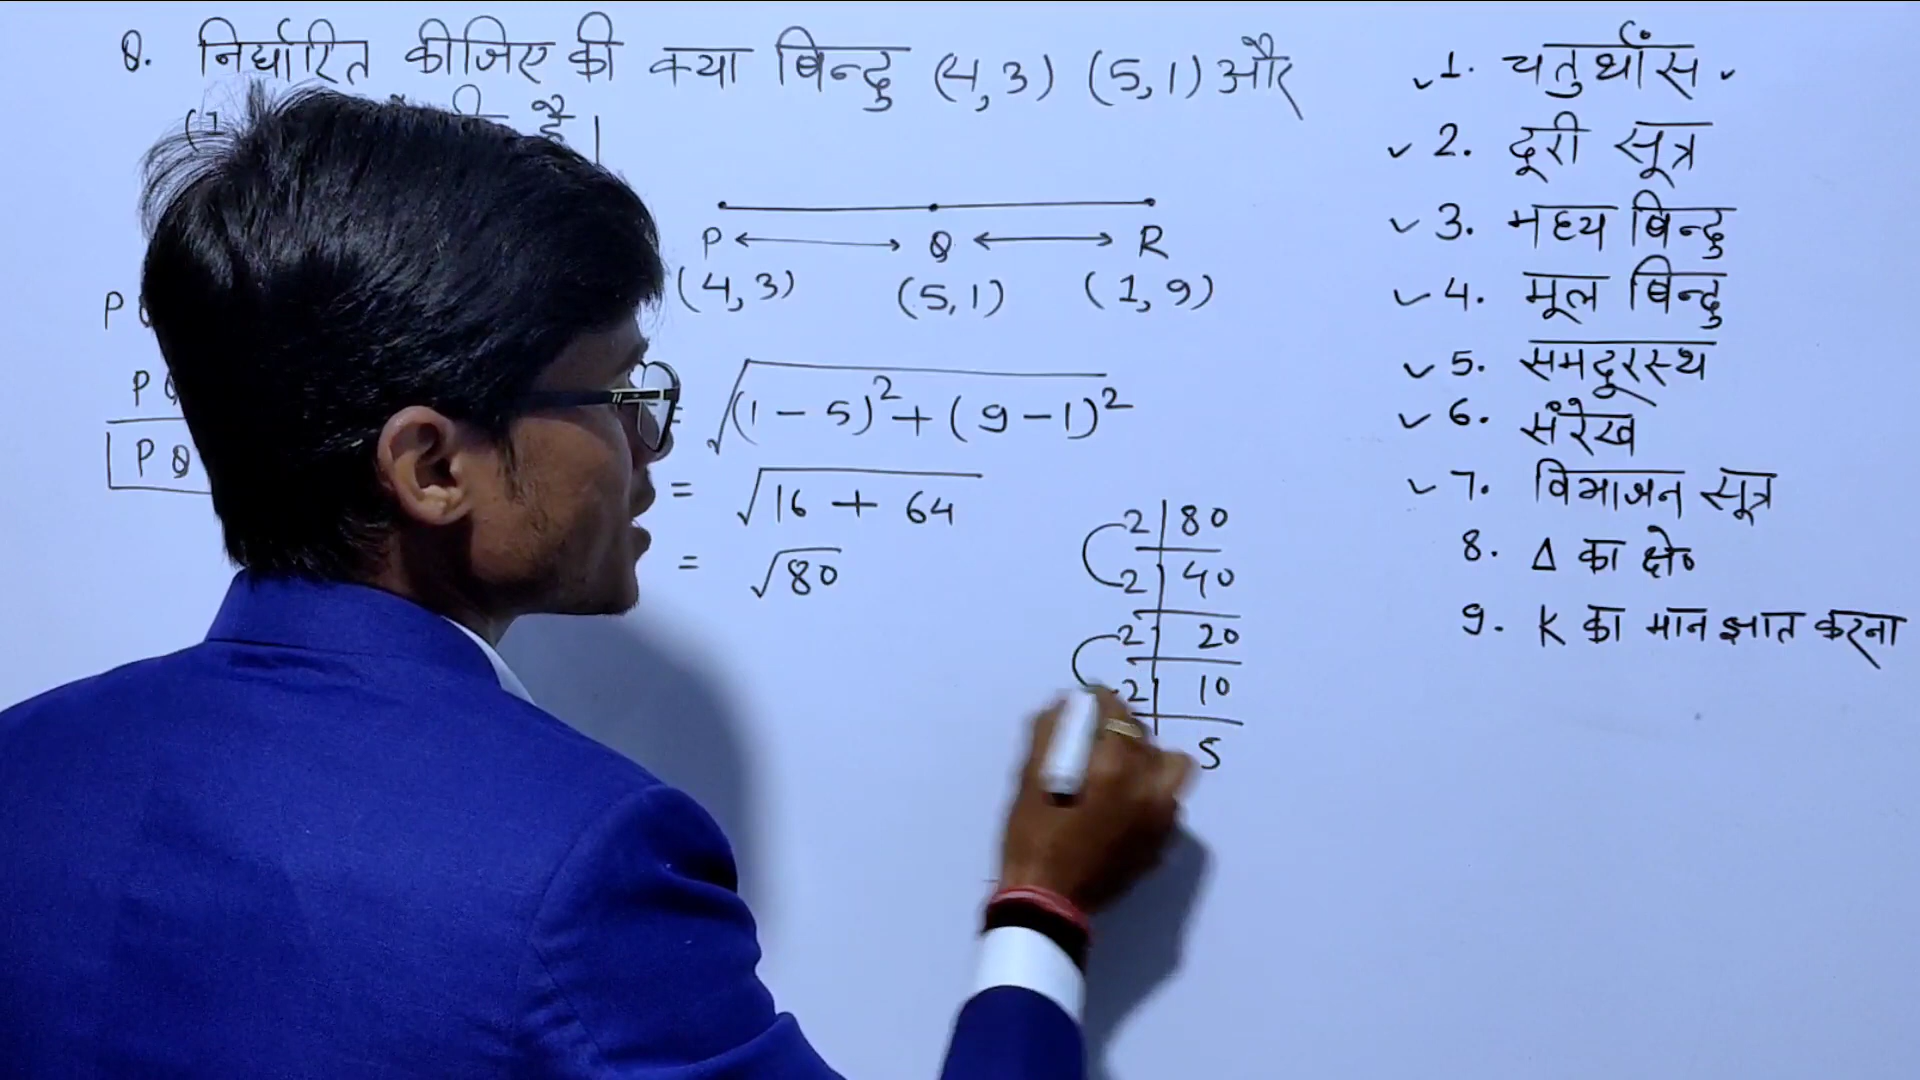 Q. निर्धारित कीजिए की क्या बिन्दु (4,3) (5,1) और
(1 है।
P Q R
(4,3) (5,1) (1,9)
P
P Q
P Q
= √(1-5)² + (9-1)²
= √16 + 64
= √80
2 | 80
2 | 40
2 | 20
2 | 10
5
1. चतुर्थांस
2. दूरी सूत्र
3. मध्य बिन्दु
4. मूल बिन्दु
5. समदूरस्थ
6. संरेख
7. विभाजन सूत्र
8. Δ का क्षे०
9. K का मान ज्ञात करना